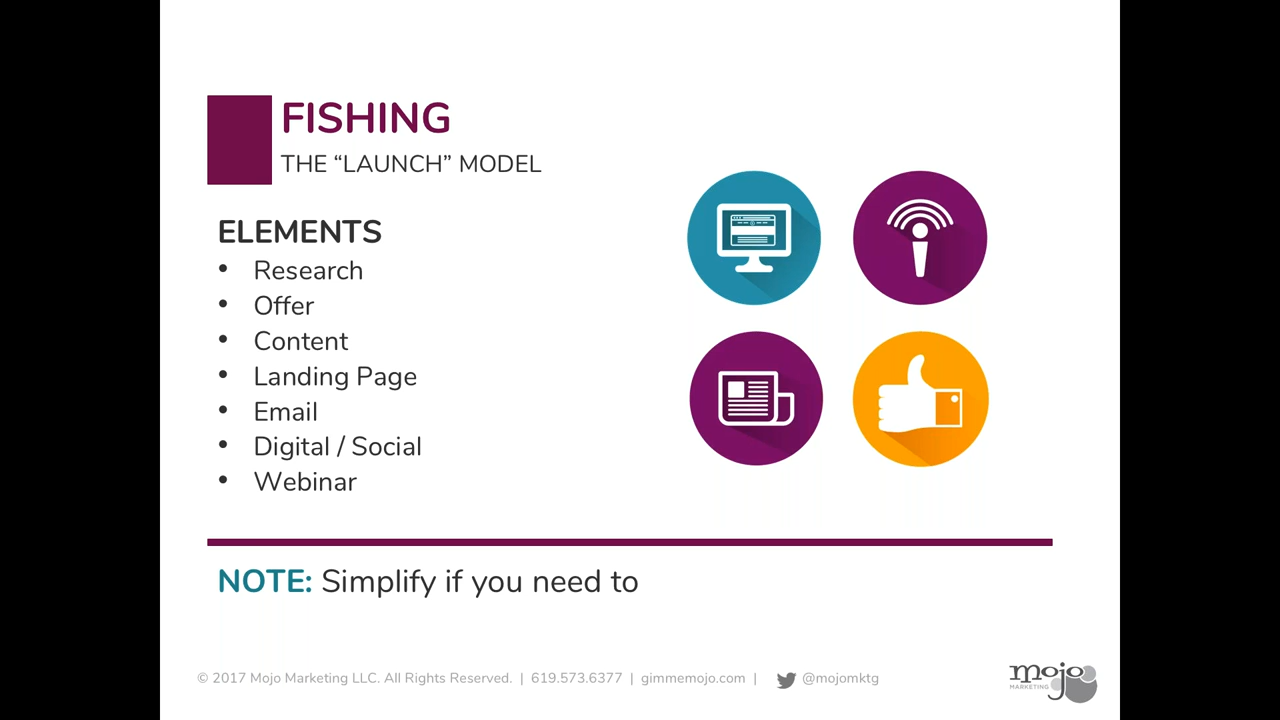 FISHING
THE “LAUNCH” MODEL
ELEMENTS
• Research
• Offer
• Content
• Landing Page
• Email
• Digital / Social
• Webinar
NOTE: Simplify if you need to
© 2017 Mojo Marketing LLC. All Rights Reserved. | 619.573.6377 | gimmemojo.com | @mojomktg
mojo
MARKETING